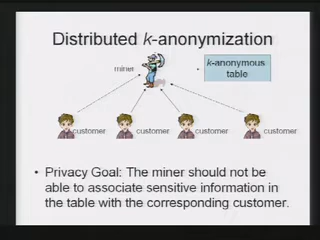 Distributed k-anonymization
miner
k-anonymous
table
customer customer customer customer
• Privacy Goal: The miner should not be
able to associate sensitive information in
the table with the corresponding customer.